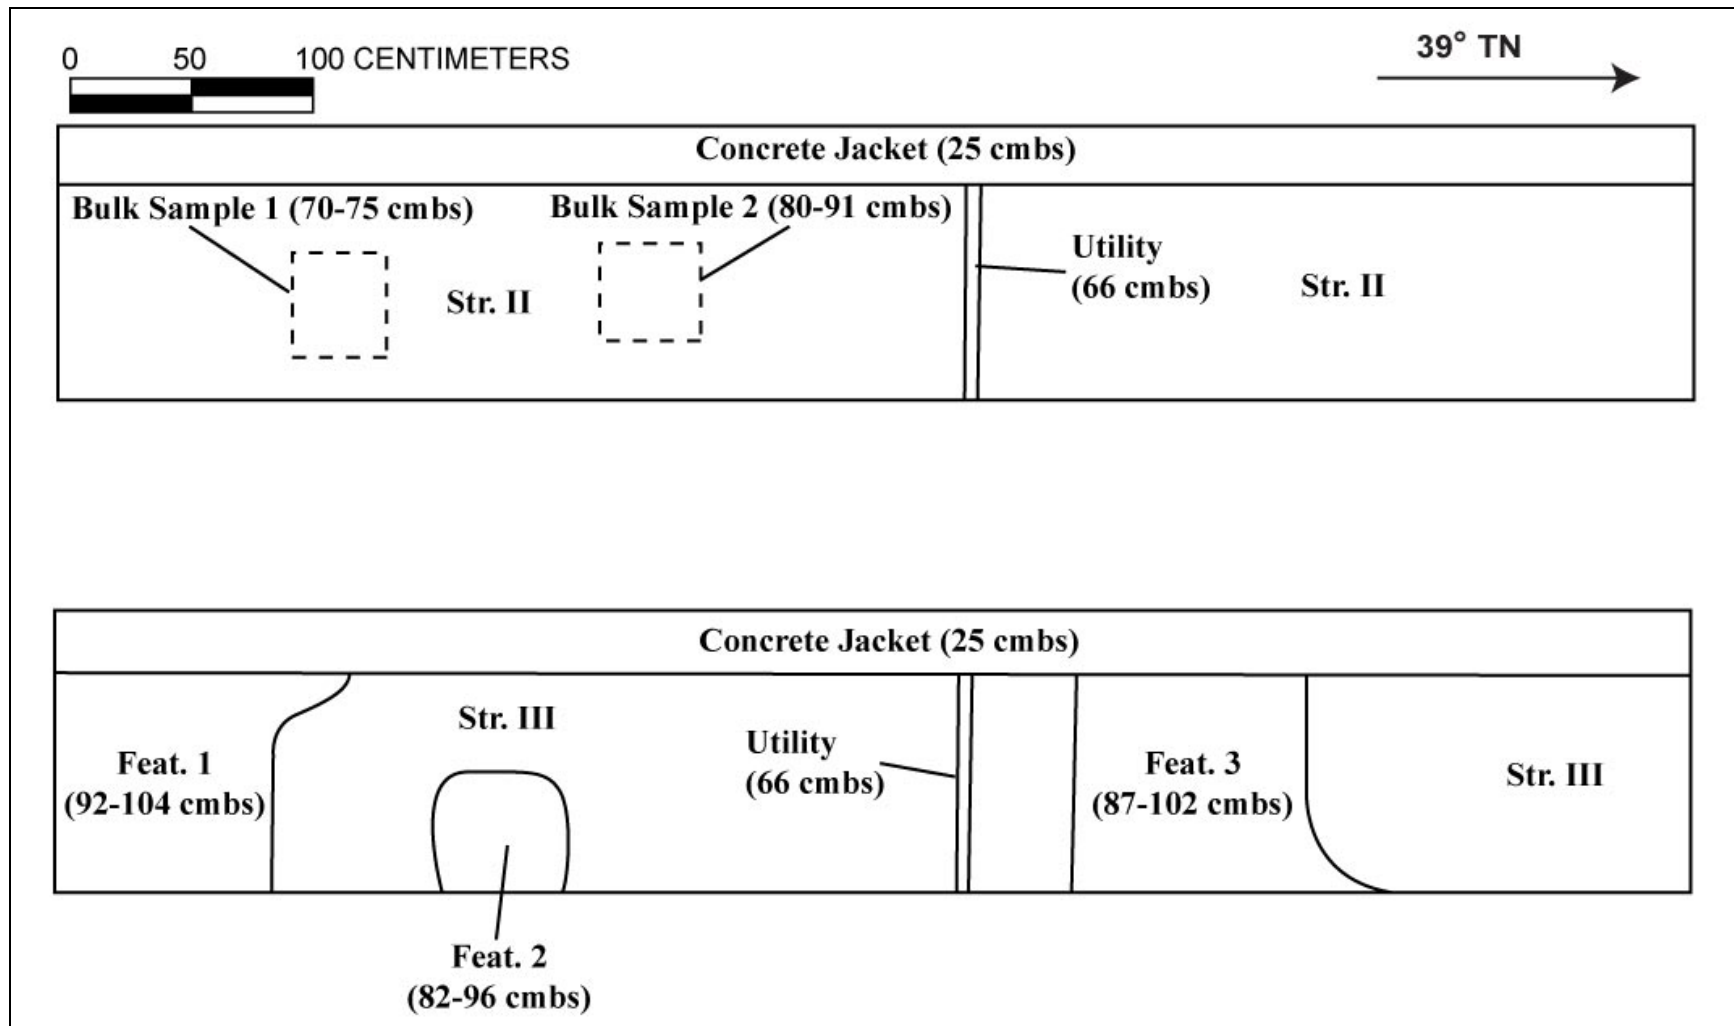 0 50 100 CENTIMETERS
39° TN
Concrete Jacket (25 cmbs)
Bulk Sample 1 (70-75 cmbs)
Bulk Sample 2 (80-91 cmbs)
Utility
(66 cmbs)
Str. II
Str. II
Concrete Jacket (25 cmbs)
Str. III
Feat. 1
(92-104 cmbs)
Utility
(66 cmbs)
Feat. 3
(87-102 cmbs)
Str. III
Feat. 2
(82-96 cmbs)